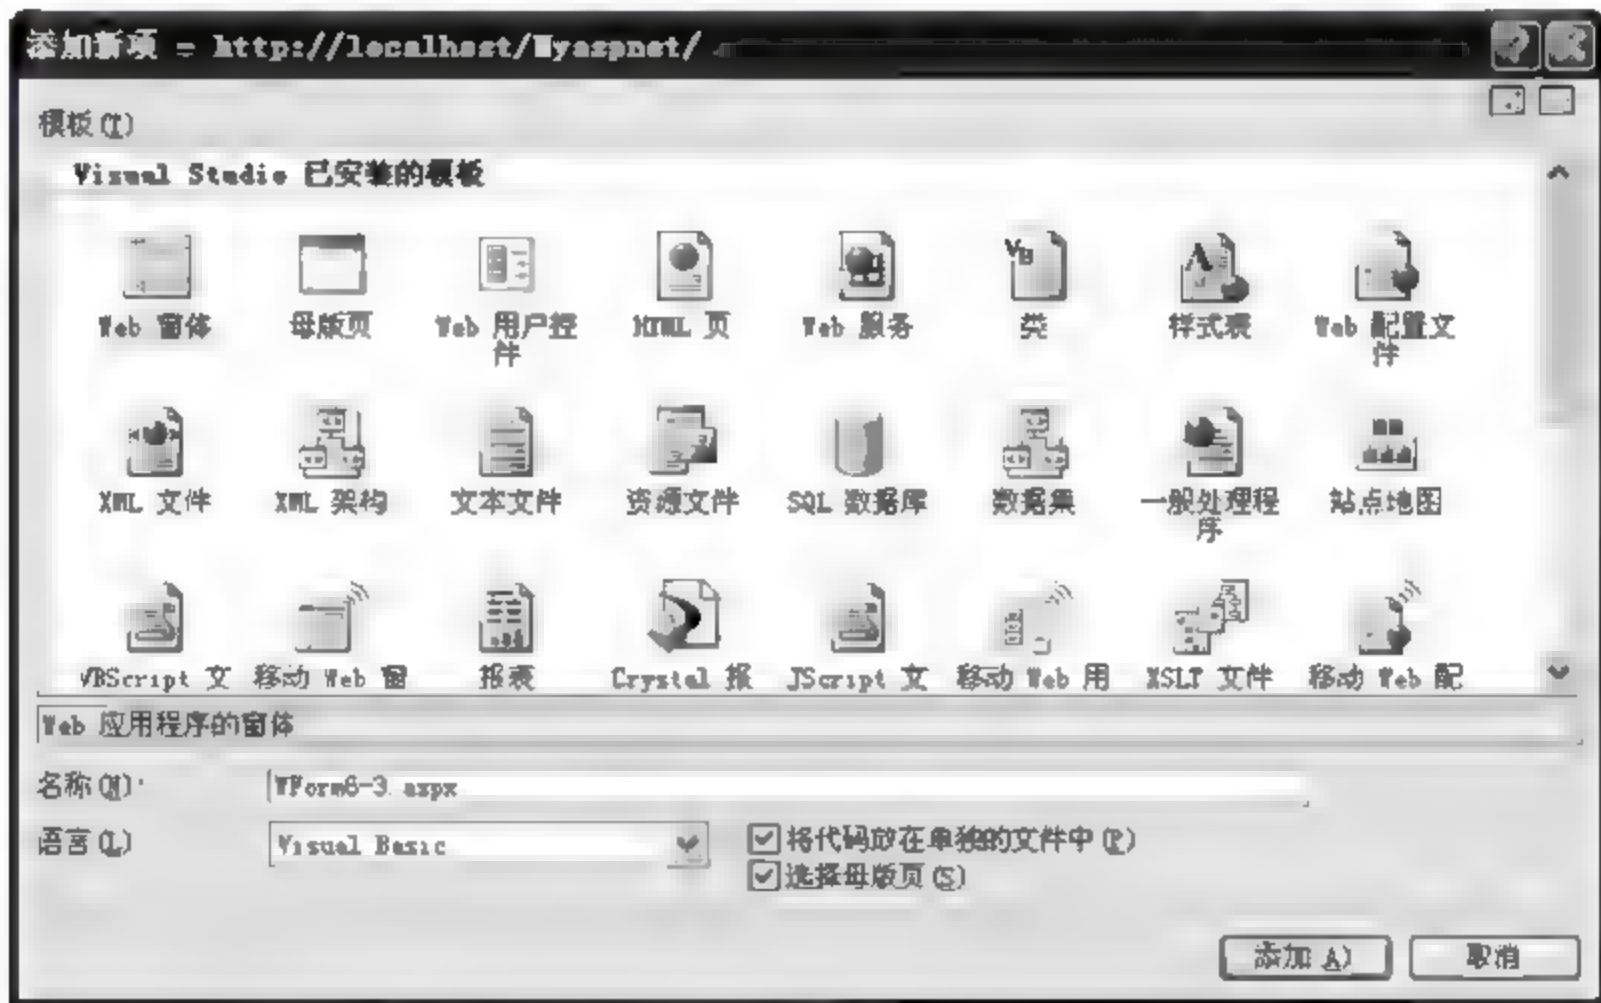 添加新项 - http://localhost/Myaspnet/
模板(T)
Visual Studio 已安装的模板
Web 窗体 母版页 Web 用户控件 HTML 页 Web 服务 类 样式表 Web 配置文件
XML 文件 XML 架构 文本文件 资源文件 SQL 数据库 数据集 一般处理程序 站点地图
VBScript 文 移动 Web 窗 报表 Crystal 报 JScript 文 移动 Web 用 XSLT 文件 移动 Web 配
Web 应用程序的窗体
名称(N): WForm6-3.aspx
语言(L) Visual Basic 将代码放在单独的文件中(P)
选择母版页(S)
添加(A) 取消